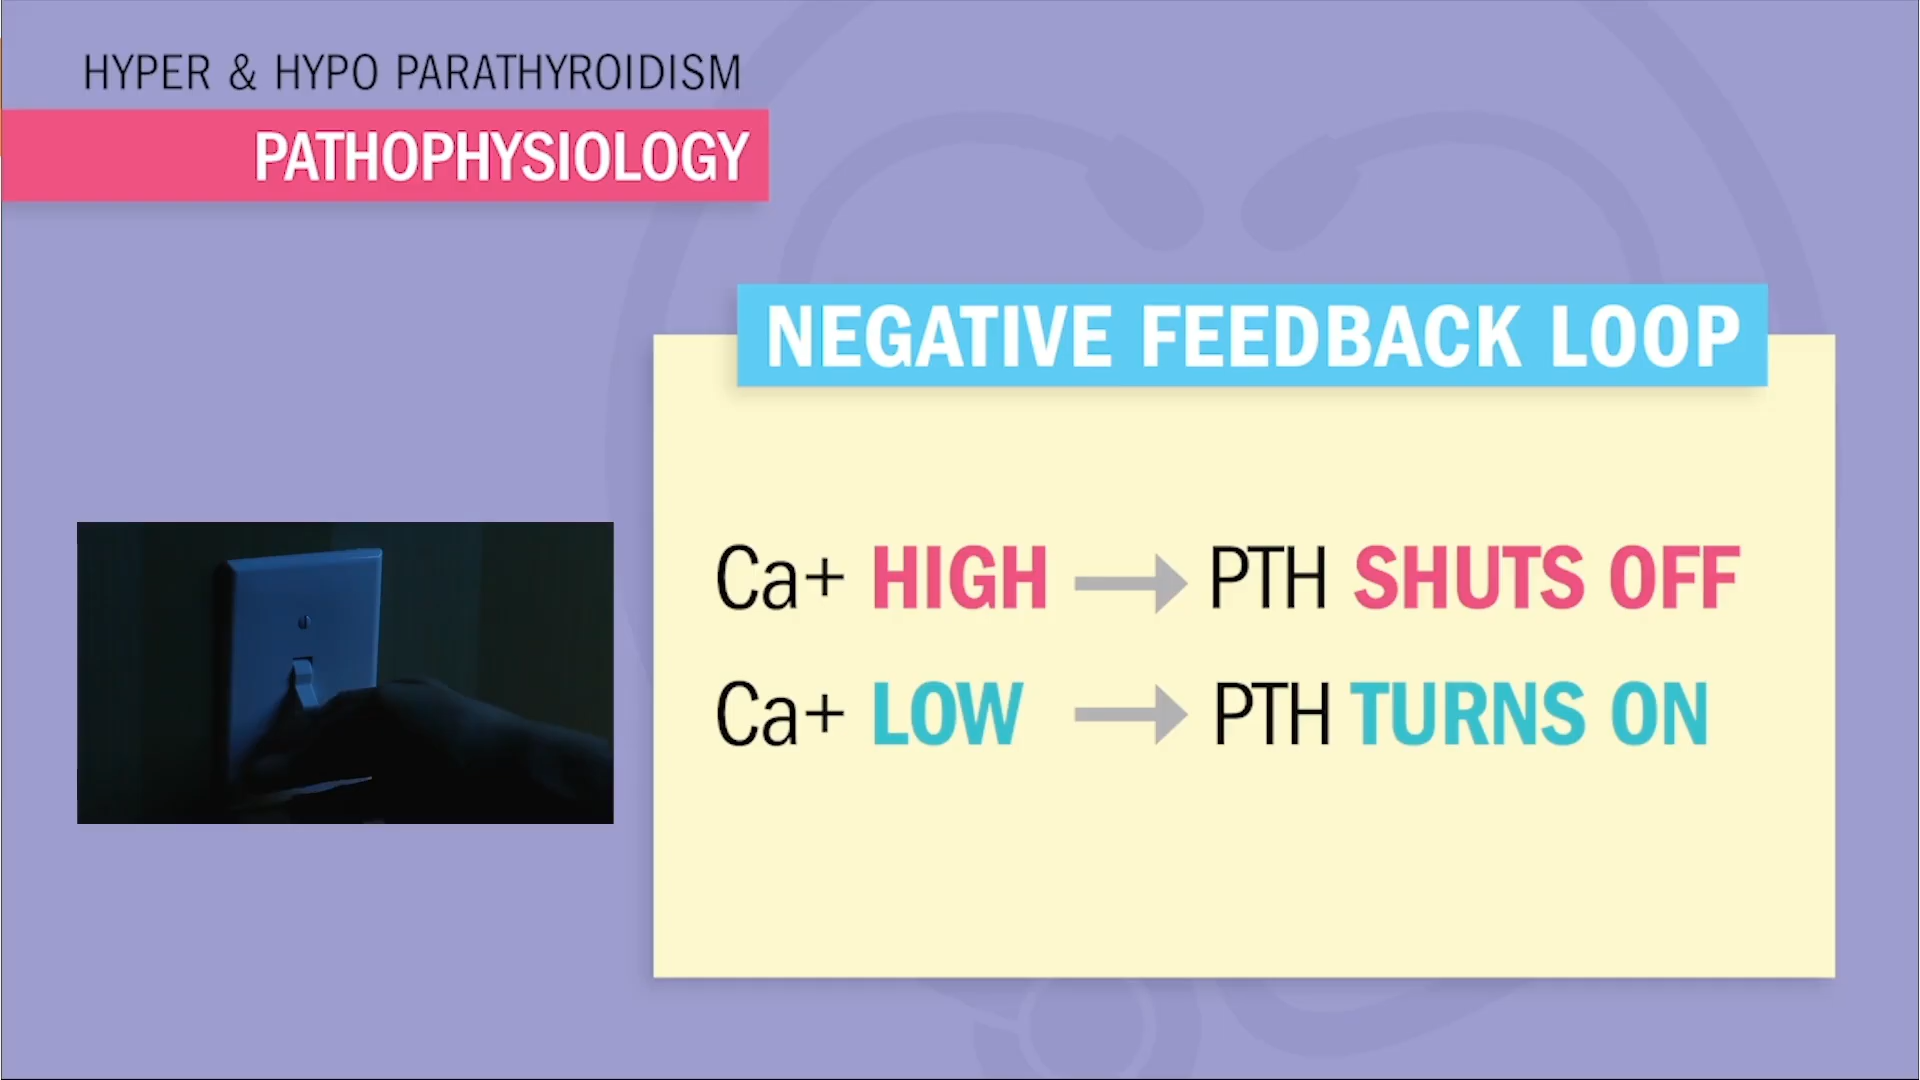 HYPER & HYPO PARATHYROIDISM
PATHOPHYSIOLOGY
NEGATIVE FEEDBACK LOOP
Ca+ HIGH → PTH SHUTS OFF
Ca+ LOW → PTH TURNS ON